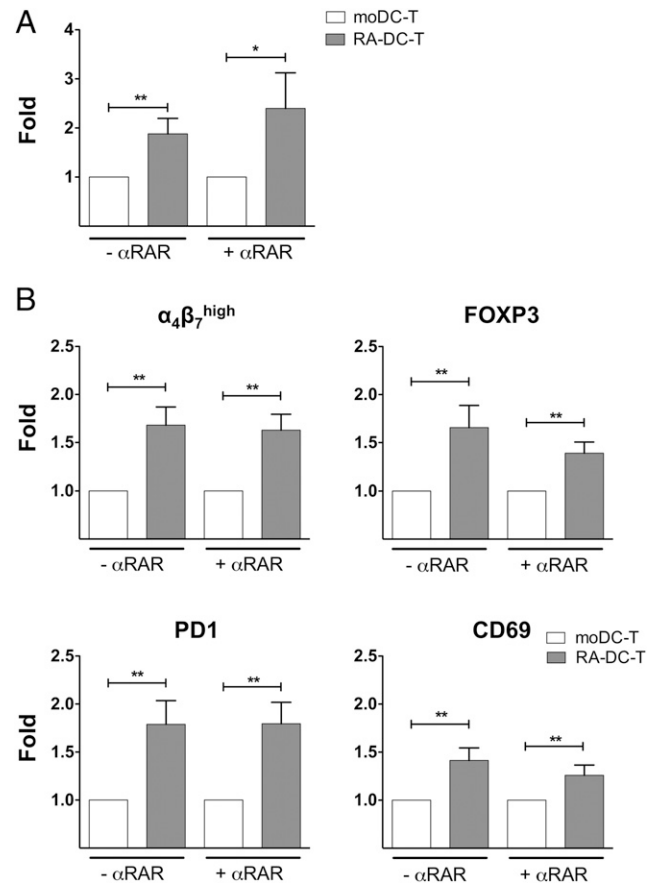 A
moDC-T
RA-DC-T
4
3
2
1
Fold
**
*
- αRAR
+ αRAR
B
α₄β₇ʰⁱᵍʰ
FOXP3
2.5
2.0
1.5
1.0
Fold
**
**
- αRAR
+ αRAR
2.5
2.0
1.5
1.0
**
**
- αRAR
+ αRAR
PD1
CD69
moDC-T
RA-DC-T
2.5
2.0
1.5
1.0
Fold
**
**
- αRAR
+ αRAR
2.5
2.0
1.5
1.0
**
**
- αRAR
+ αRAR